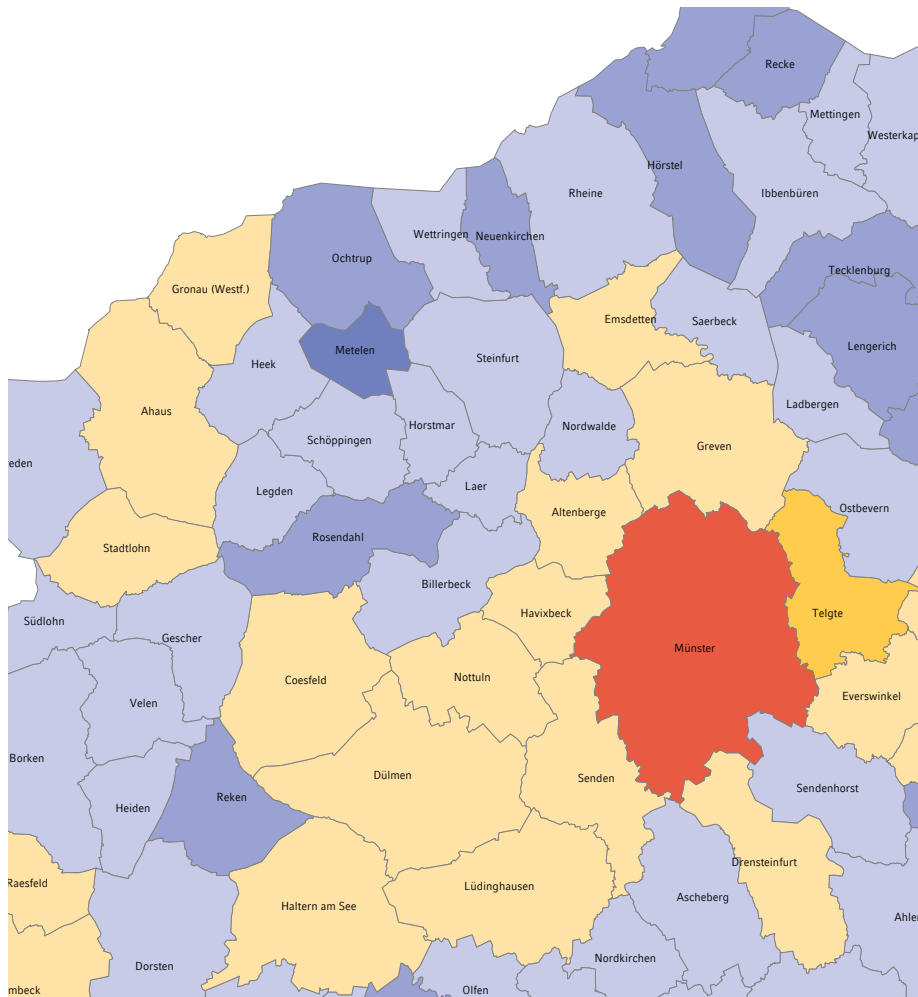 Recke
Mettingen
Westerkap
Hörstel
Rheine
Ibbenbüren
Wettringen
Neuenkirchen
Ochtrup
Tecklenburg
Gronau (Westf.)
Emsdetten
Saerbeck
Lengerich
Metelen
Steinfurt
Heek
Ladbergen
Ahaus
Horstmar
Nordwalde
Schöppingen
Greven
eden
Laer
Legden
Ostbevern
Altenberge
Rosendahl
Stadtlohn
Billerbeck
Havixbeck
Telgte
Südlohn
Gescher
Münster
Coesfeld
Nottuln
Everswinkel
Velen
Borken
Dülmen
Senden
Sendenhorst
Reken
Heiden
Drensteinfurt
Raesfeld
Lüdinghausen
Ascheberg
Haltern am See
Ahle
Nordkirchen
Dorsten
Olfen
mbeck